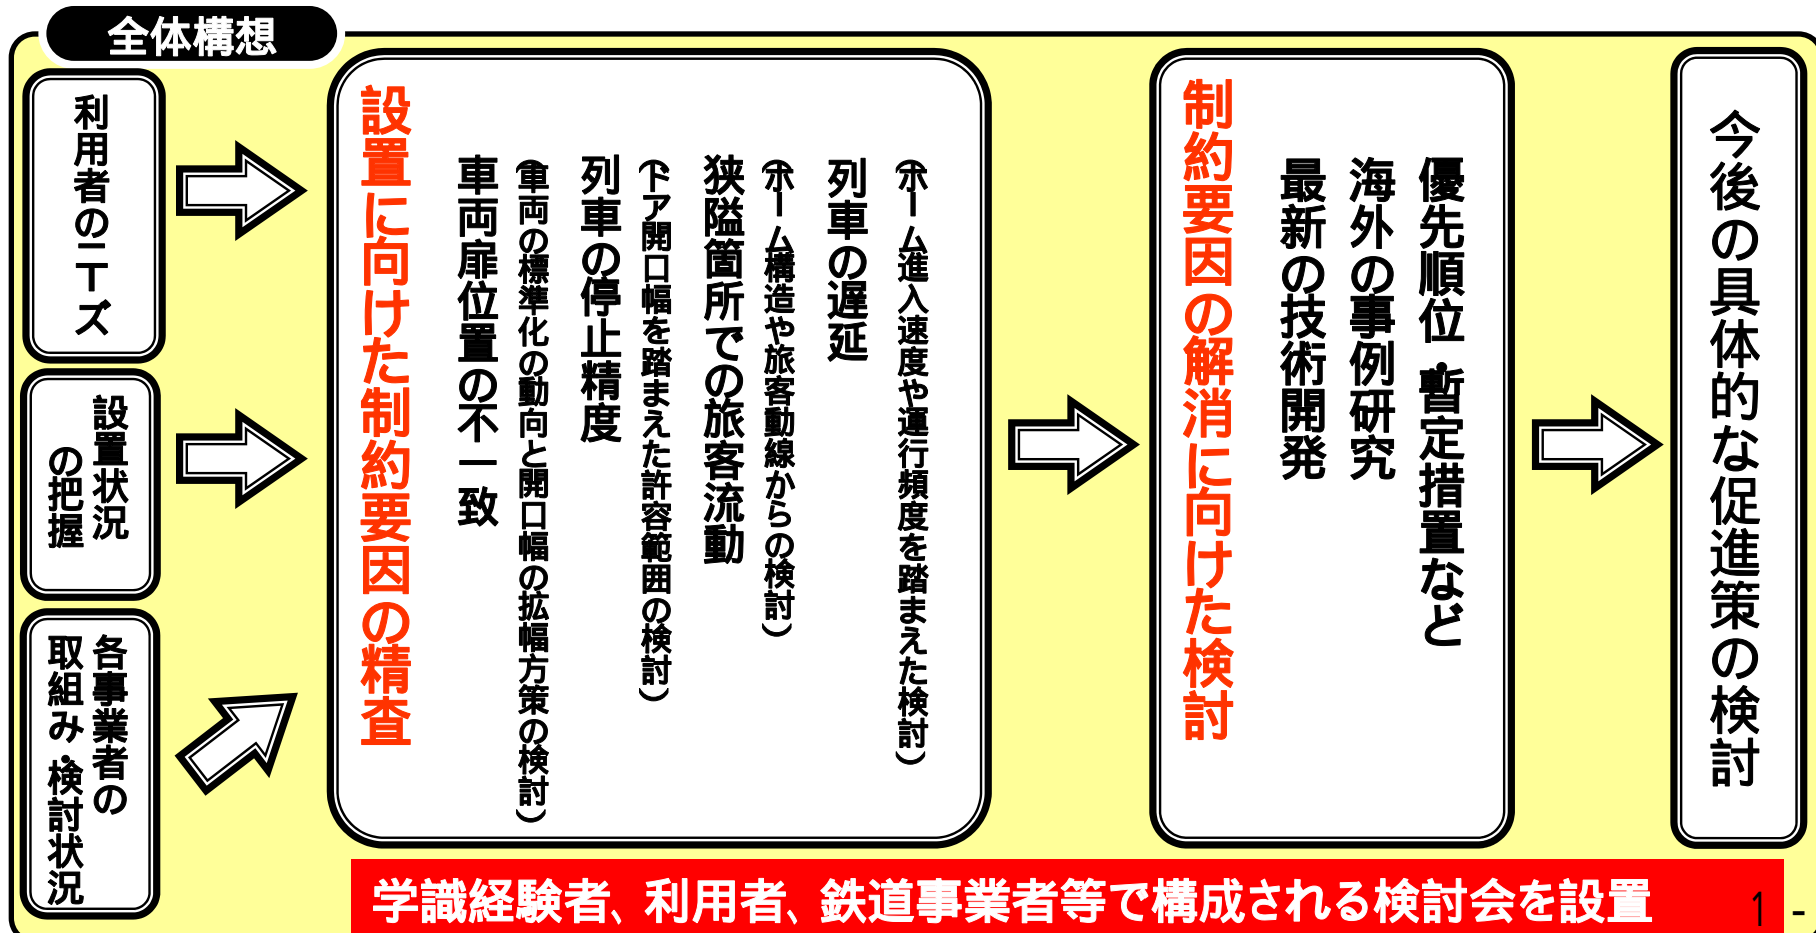 全体構想
利用者のニーズ
設置状況
の把握
各事業者の
取組み・検討状況
設置に向けた制約要因の精査
車両扉位置の不一致
(車両の標準化の動向と開口幅の拡幅方策の検討)
列車の停止精度
(ドア開口幅を踏まえた許容範囲の検討)
狭隘箇所での旅客流動
(ホーム構造や旅客動線からの検討)
列車の遅延
(ホーム進入速度や運行頻度を踏まえた検討)
制約要因の解消に向けた検討
最新の技術開発
海外の事例研究
優先順位・暫定措置など
今後の具体的な促進策の検討
学識経験者、利用者、鉄道事業者等で構成される検討会を設置
1 -